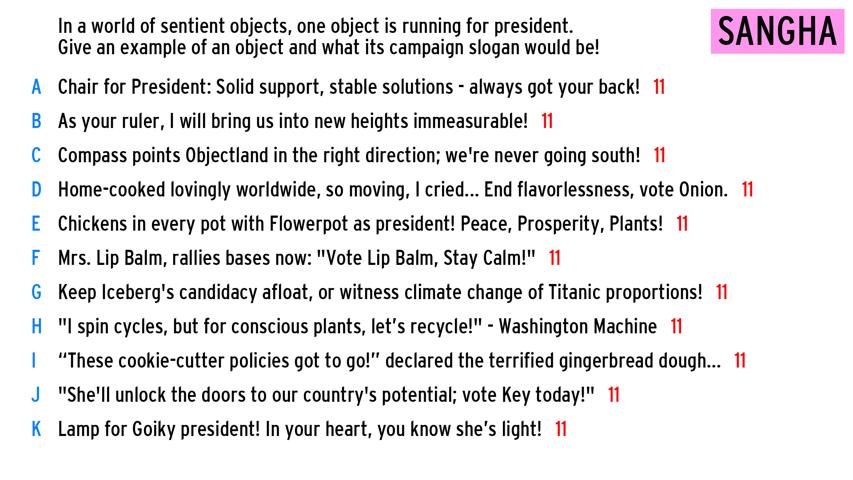 In a world of sentient objects, one object is running for president.
Give an example of an object and what its campaign slogan would be!
SANGHA
A Chair for President: Solid support, stable solutions - always got your back! 11
B As your ruler, I will bring us into new heights immeasurable! 11
C Compass points Objectland in the right direction; we're never going south! 11
D Home-cooked lovingly worldwide, so moving, I cried... End flavorlessness, vote Onion. 11
E Chickens in every pot with Flowerpot as president! Peace, Prosperity, Plants! 11
F Mrs. Lip Balm, rallies bases now: "Vote Lip Balm, Stay Calm!" 11
G Keep Iceberg's candidacy afloat, or witness climate change of Titanic proportions! 11
H "I spin cycles, but for conscious plants, let’s recycle!" - Washington Machine 11
I “These cookie-cutter policies got to go!” declared the terrified gingerbread dough... 11
J "She'll unlock the doors to our country's potential; vote Key today!" 11
K Lamp for Goiky president! In your heart, you know she’s light! 11